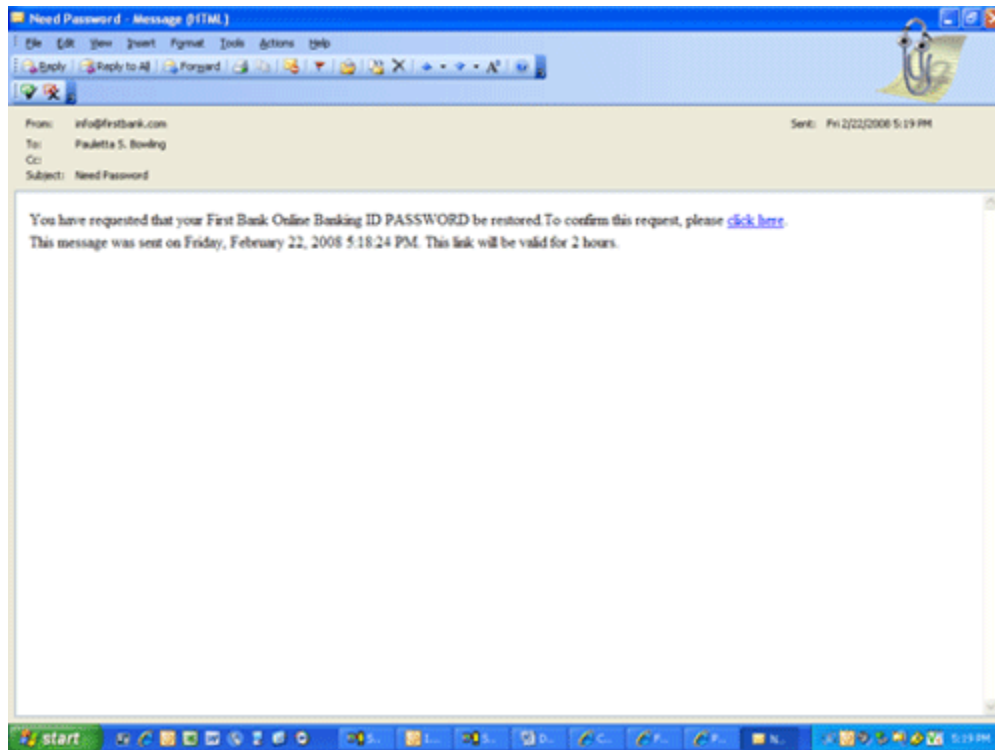 Need Password - Message (HTML)
File Edit View Insert Format Tools Actions Help
Reply Reply to All Forward
From: info@firstbank.com Sent: Fri 2/22/2008 5:19 PM
To: Pauletta S. Bowling
Cc:
Subject: Need Password
You have requested that your First Bank Online Banking ID PASSWORD be restored.To confirm this request, please click here.
This message was sent on Friday, February 22, 2008 5:18:24 PM. This link will be valid for 2 hours.
start 5:19 PM